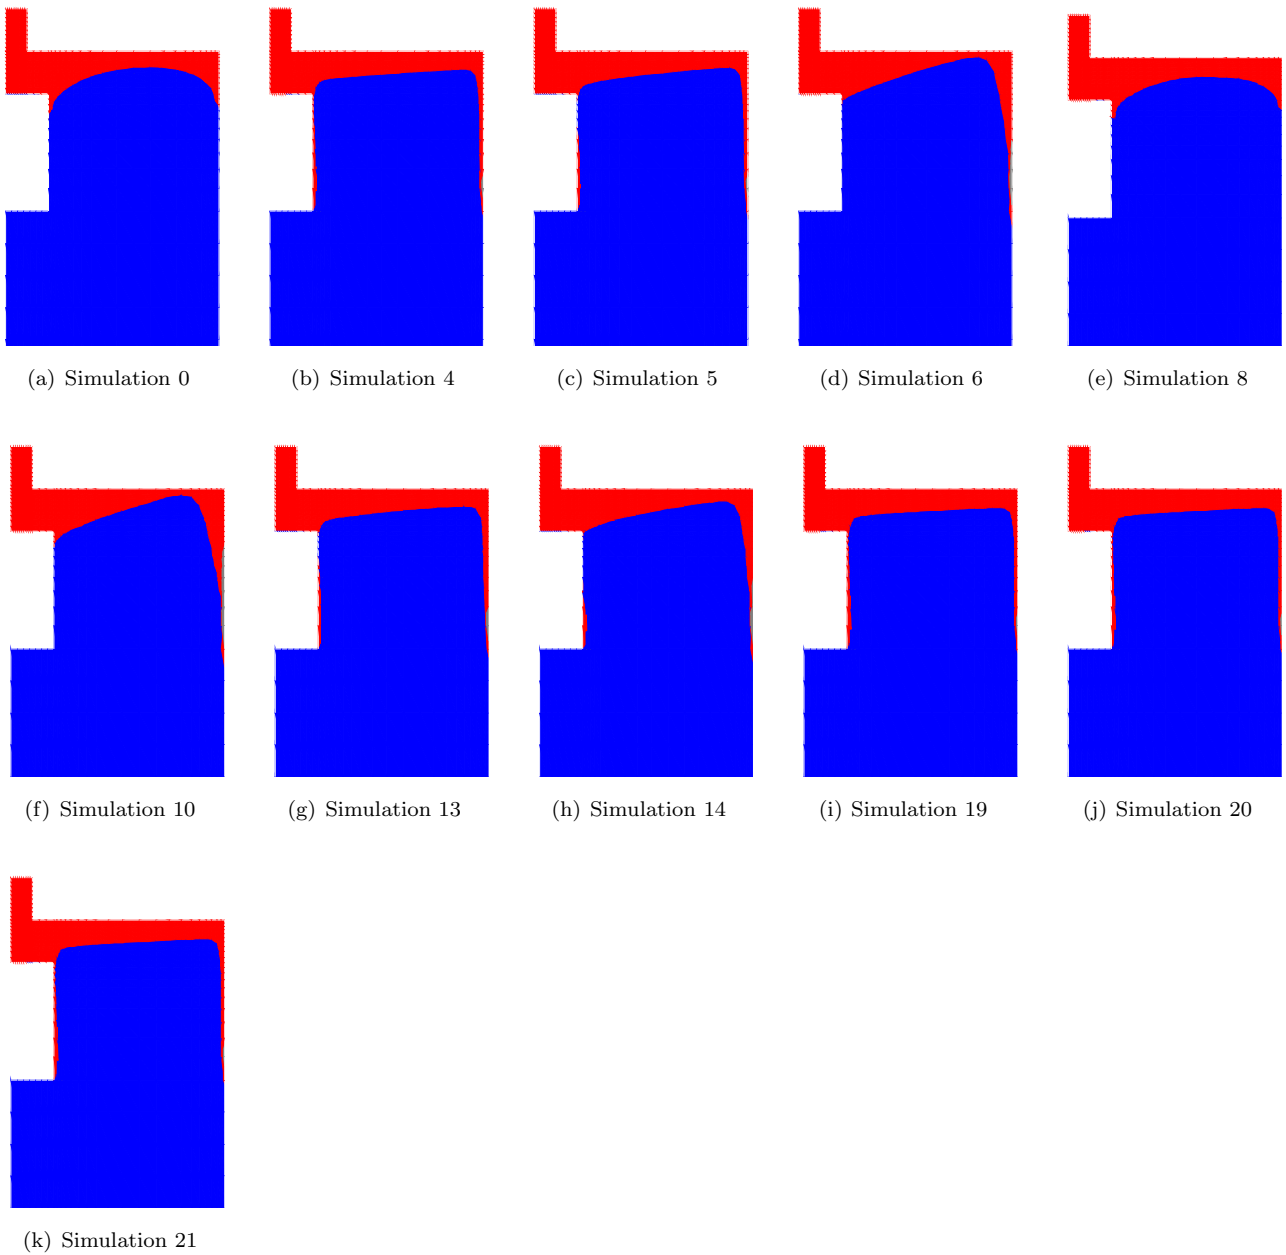 (a) Simulation 0
(b) Simulation 4
(c) Simulation 5
(d) Simulation 6
(e) Simulation 8
(f) Simulation 10
(g) Simulation 13
(h) Simulation 14
(i) Simulation 19
(j) Simulation 20
(k) Simulation 21